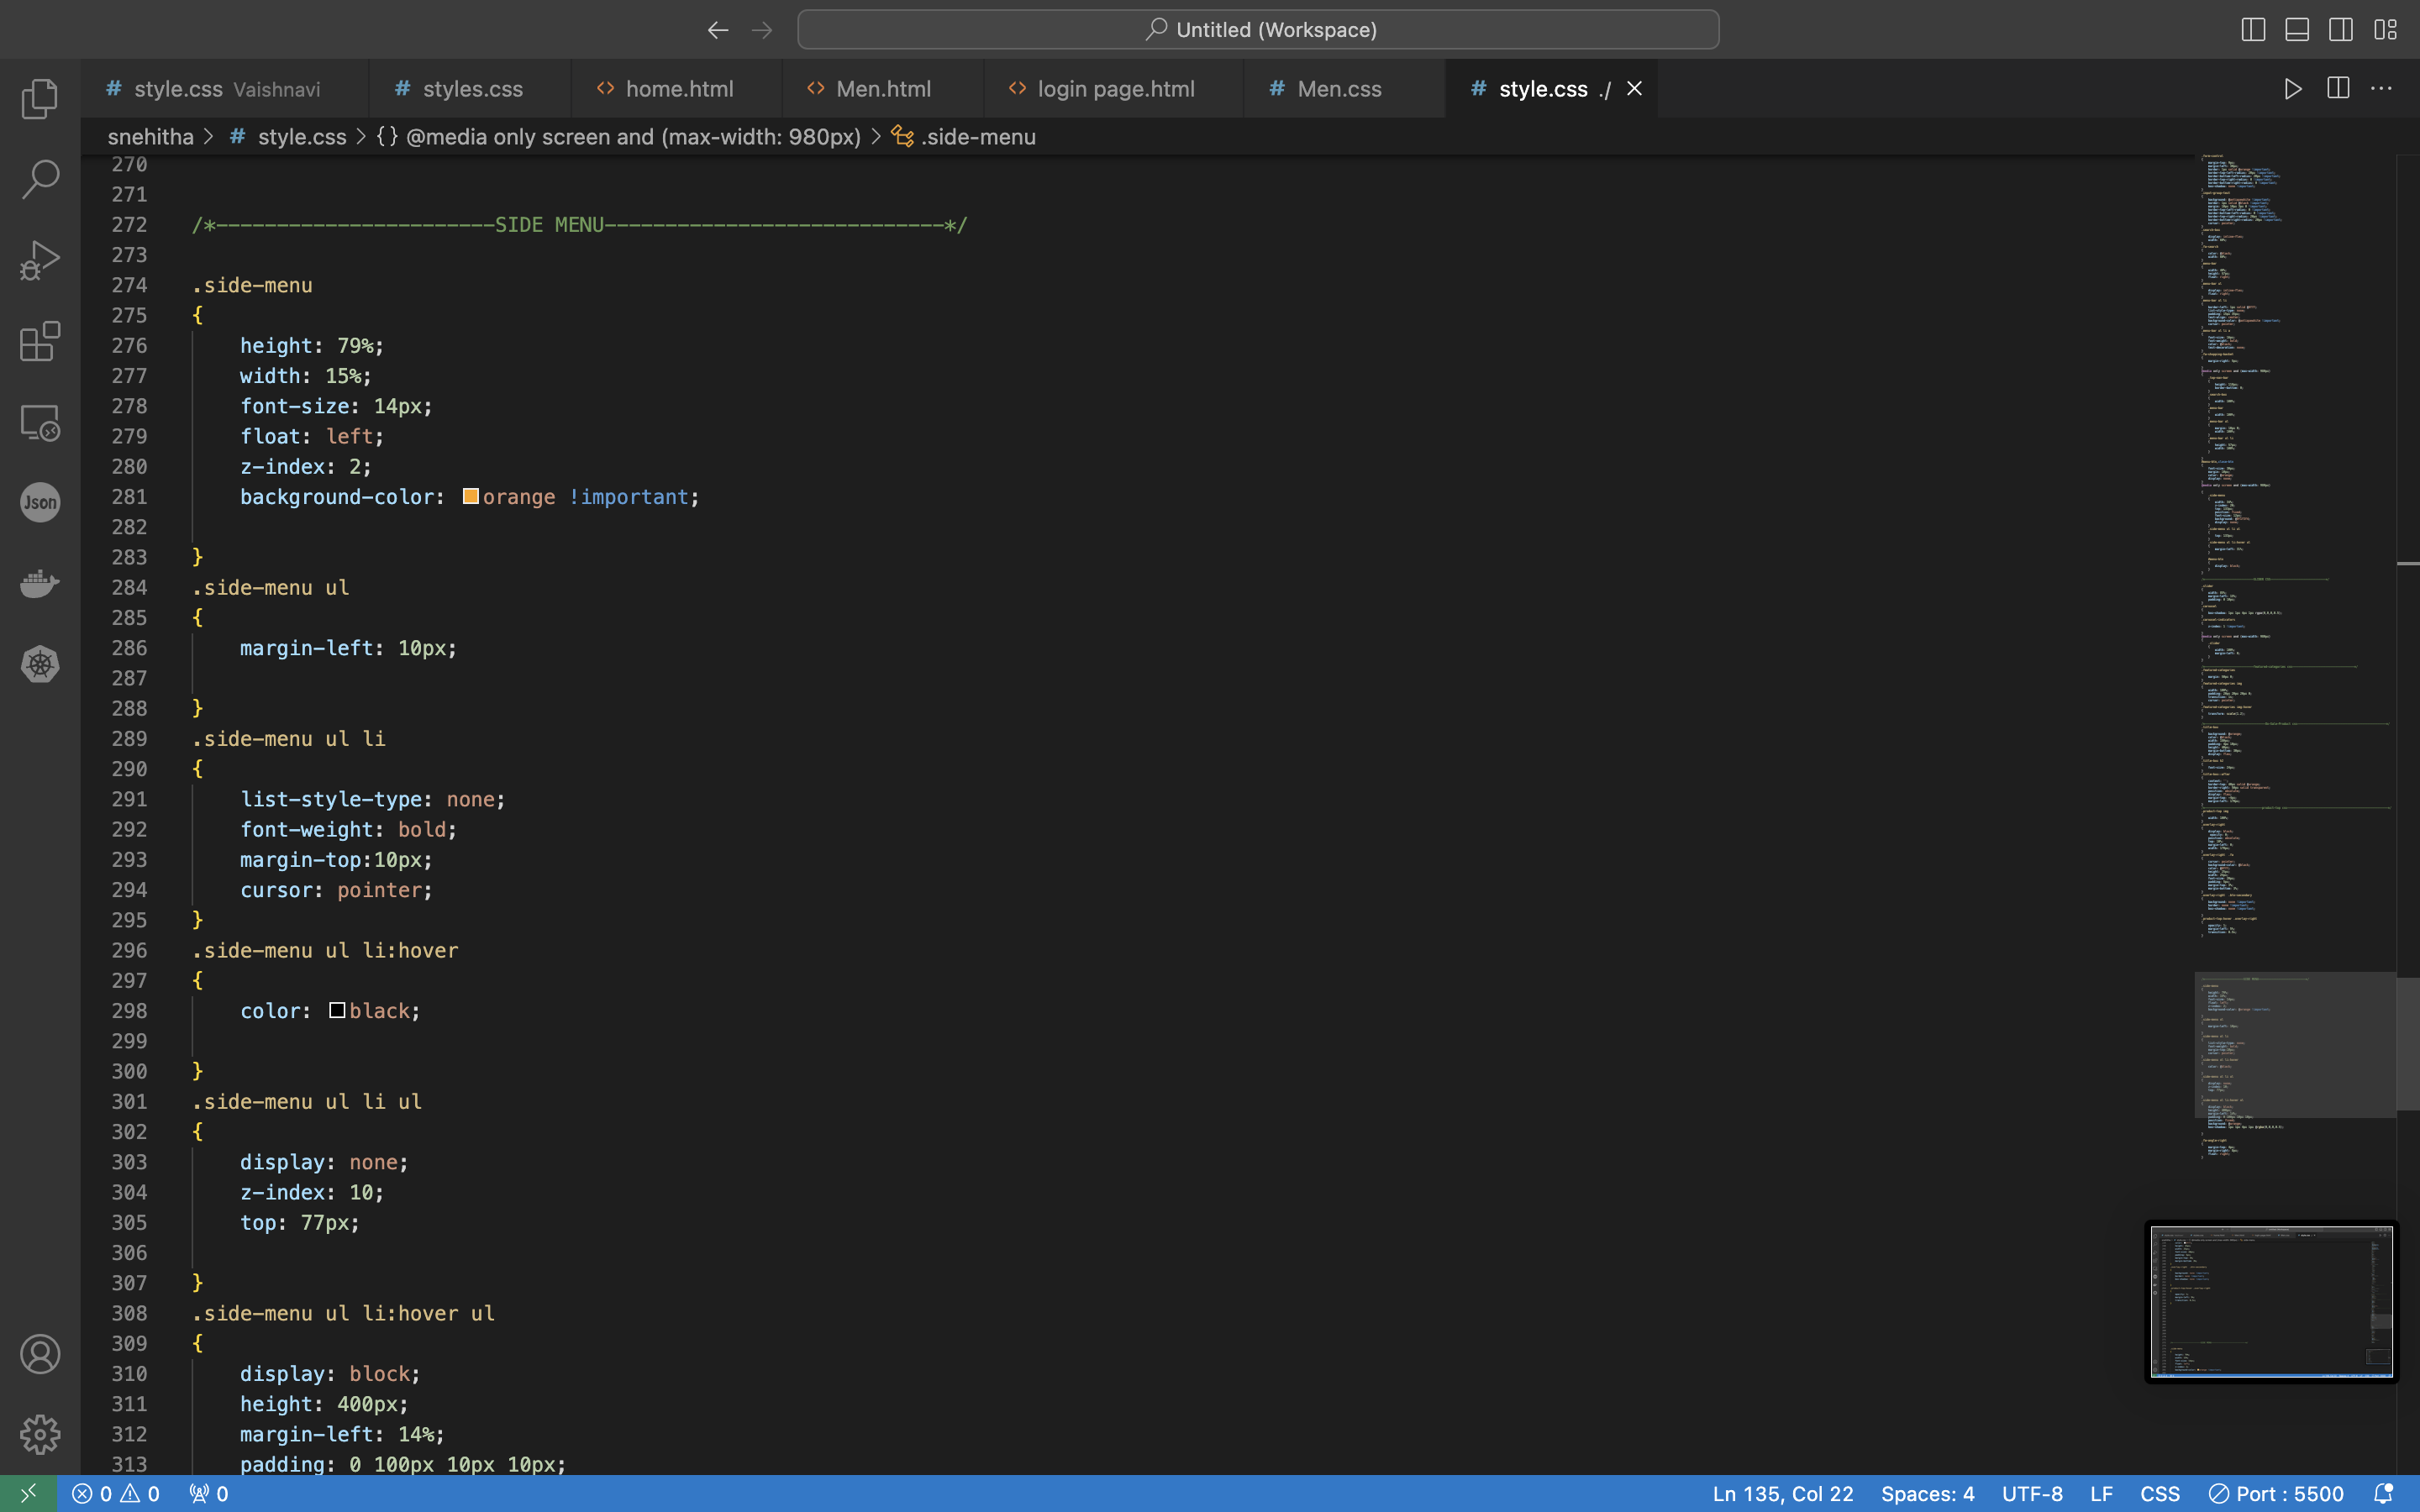 Untitled (Workspace)
# style.css Vaishnavi # styles.css <> home.html <> Men.html <> login page.html # Men.css # style.css ./
snehitha > # style.css > {} @media only screen and (max-width: 980px) > .side-menu
270
271
272 /*-----------------------SIDE MENU----------------------------*/
273
274 .side-menu
275 {
276 height: 79%;
277 width: 15%;
278 font-size: 14px;
279 float: left;
280 z-index: 2;
281 background-color: orange !important;
282
283 }
284 .side-menu ul
285 {
286 margin-left: 10px;
287
288 }
289 .side-menu ul li
290 {
291 list-style-type: none;
292 font-weight: bold;
293 margin-top:10px;
294 cursor: pointer;
295 }
296 .side-menu ul li:hover
297 {
298 color: black;
299
300 }
301 .side-menu ul li ul
302 {
303 display: none;
304 z-index: 10;
305 top: 77px;
306
307 }
308 .side-menu ul li:hover ul
309 {
310 display: block;
311 height: 400px;
312 margin-left: 14%;
313 padding: 0 100px 10px 10px;
Json
0 0 0 Ln 135, Col 22 Spaces: 4 UTF-8 LF CSS Port : 5500